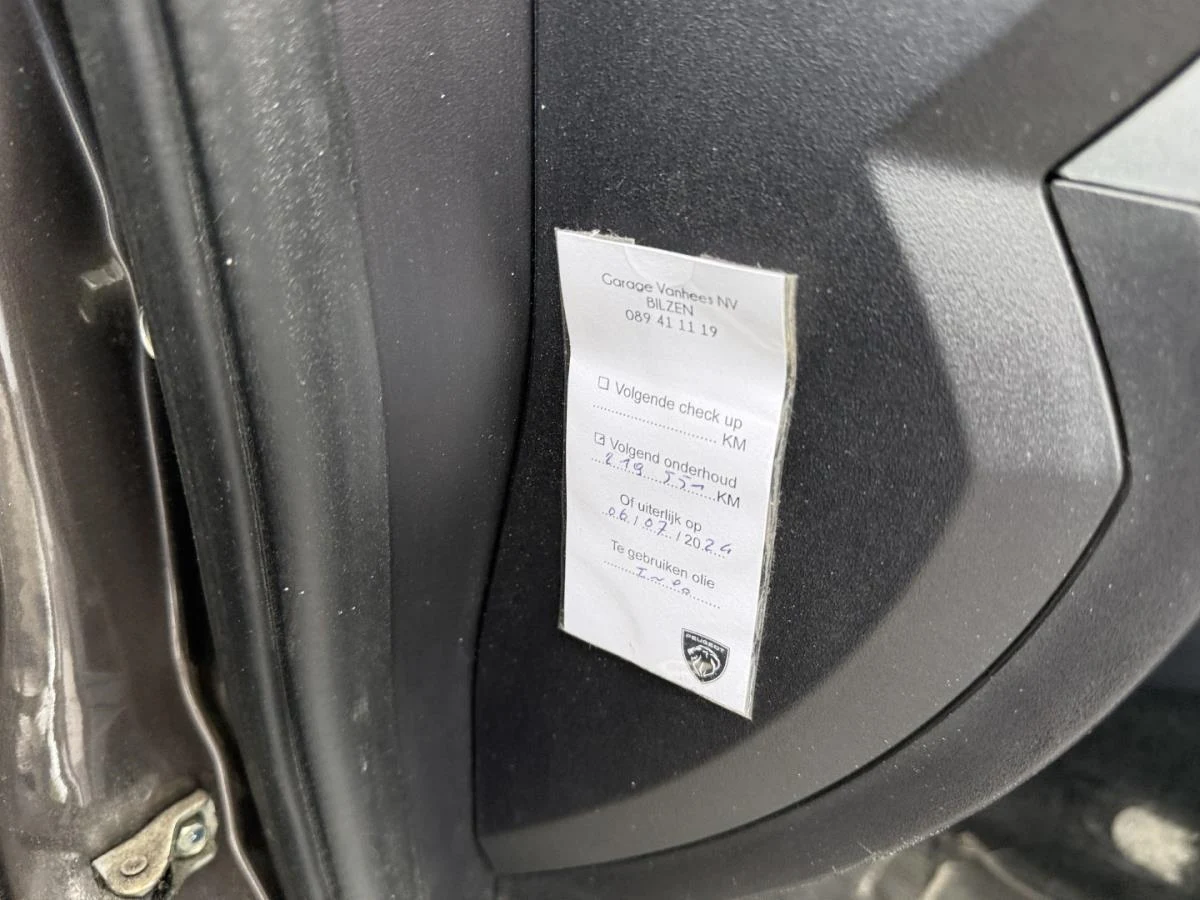 Garage Vanhees NV
BILZEN
089 41 11 19
☐ Volgende check up
.................................. KM
☑ Volgend onderhoud
219 551 KM
Of uiterlijk op
06 / 07 / 2024
Te gebruiken olie
PEUGEOT